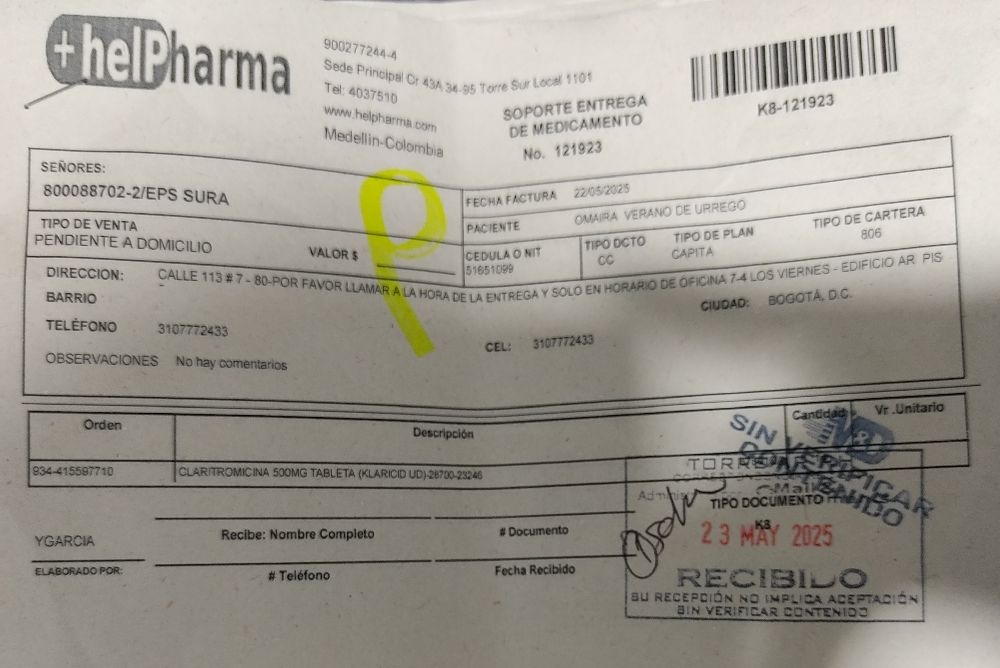 +helPharma
900277244-4
Sede Principal Cr 43A 34-95 Torre Sur Local 1101
Tel: 4037510
www.helpharma.com
Medellin-Colombia
SOPORTE ENTREGA
DE MEDICAMENTO
No. 121923
K8-121923
SEÑORES:
800088702-2/EPS SURA
FECHA FACTURA 22/05/2025
TIPO DE VENTA
PENDIENTE A DOMICILIO
VALOR $
P
PACIENTE OMAIRA VERANO DE URREGO
CEDULA O NIT
51651099
TIPO DCTO
CC
TIPO DE PLAN
CAPITA
TIPO DE CARTERA
806
DIRECCION: CALLE 113 # 7 - 80-POR FAVOR LLAMAR A LA HORA DE LA ENTREGA Y SOLO EN HORARIO DE OFICINA 7-4 LOS VIERNES - EDIFICIO AR PIS
BARRIO
CIUDAD: BOGOTÁ, D.C.
TELÉFONO 3107772433
CEL: 3107772433
OBSERVACIONES No hay comentarios
Orden Descripción Cantidad Vr .Unitario
934-415597710 CLARITROMICINA 500MG TABLETA (KLARICID UD)-26700-23246
SIN VERIFICAR
CONTENIDO
TORRE
TIPO DOCUMENTO
K8
23 MAY 2025
RECIBIDO
SU RECEPCIÓN NO IMPLICA ACEPTACIÓN
SIN VERIFICAR CONTENIDO
YGARCIA
ELABORADO POR:
Recibe: Nombre Completo
# Documento
# Teléfono
Fecha Recibido